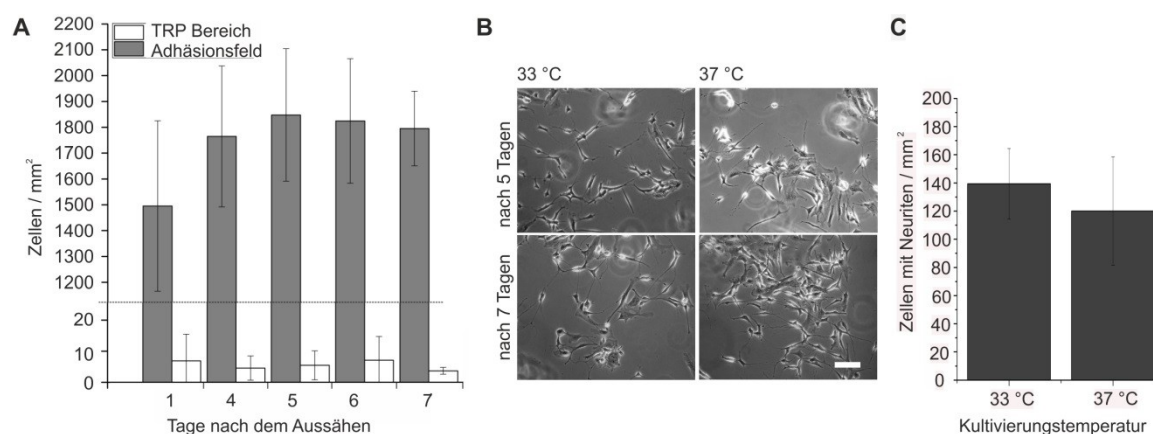 A
2200
2100
2000
1900
1800
1700
1600
1500
1400
1300
1200
20
10
0
Zellen / mm²
TRP Bereich
Adhäsionsfeld
1 4 5 6 7
Tage nach dem Aussähen
B
33 °C 37 °C
nach 5 Tagen
nach 7 Tagen
C
200
180
160
140
120
100
80
60
40
20
0
Zellen mit Neuriten / mm²
33 °C 37 °C
Kultivierungstemperatur